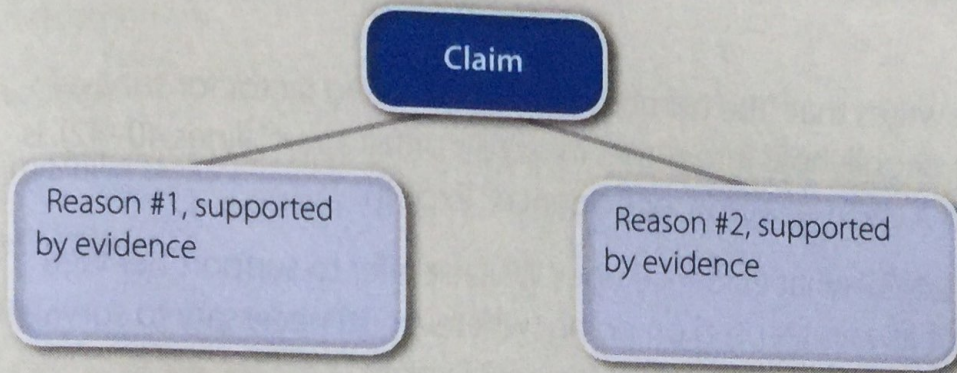 Claim
Reason #1, supported
by evidence
Reason #2, supported
by evidence